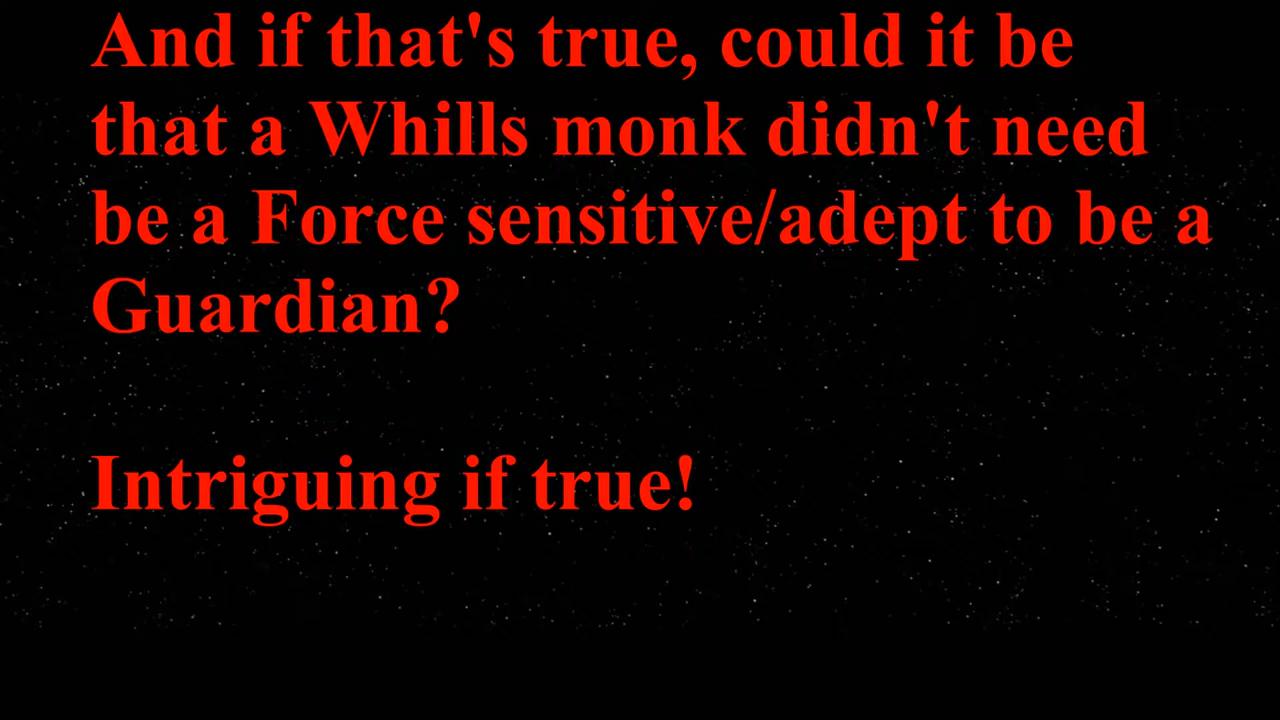 And if that's true, could it be
that a Whills monk didn't need
be a Force sensitive/adept to be a
Guardian?
Intriguing if true!